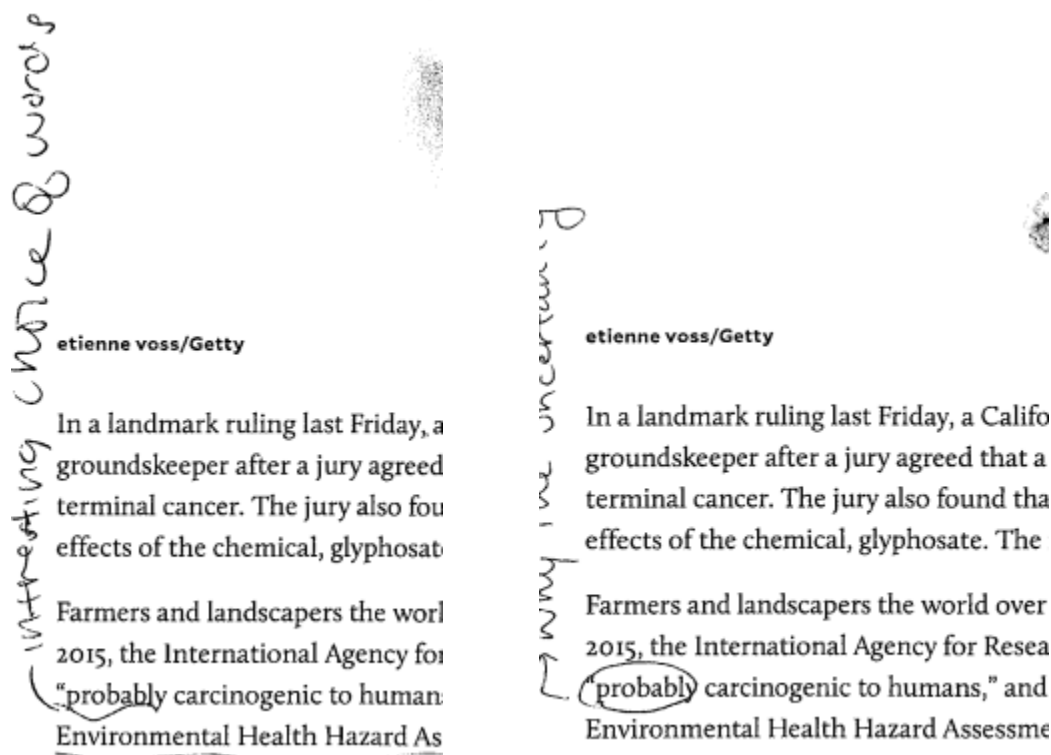 interesting choice of words
etienne voss/Getty
In a landmark ruling last Friday, a
groundskeeper after a jury agreed
terminal cancer. The jury also fou
effects of the chemical, glyphosat
Farmers and landscapers the worl
2015, the International Agency for
“probably carcinogenic to human
Environmental Health Hazard As
why the uncertainty
etienne voss/Getty
In a landmark ruling last Friday, a Califo
groundskeeper after a jury agreed that a
terminal cancer. The jury also found tha
effects of the chemical, glyphosate. The
Farmers and landscapers the world over
2015, the International Agency for Resea
“probably carcinogenic to humans,” and
Environmental Health Hazard Assessme